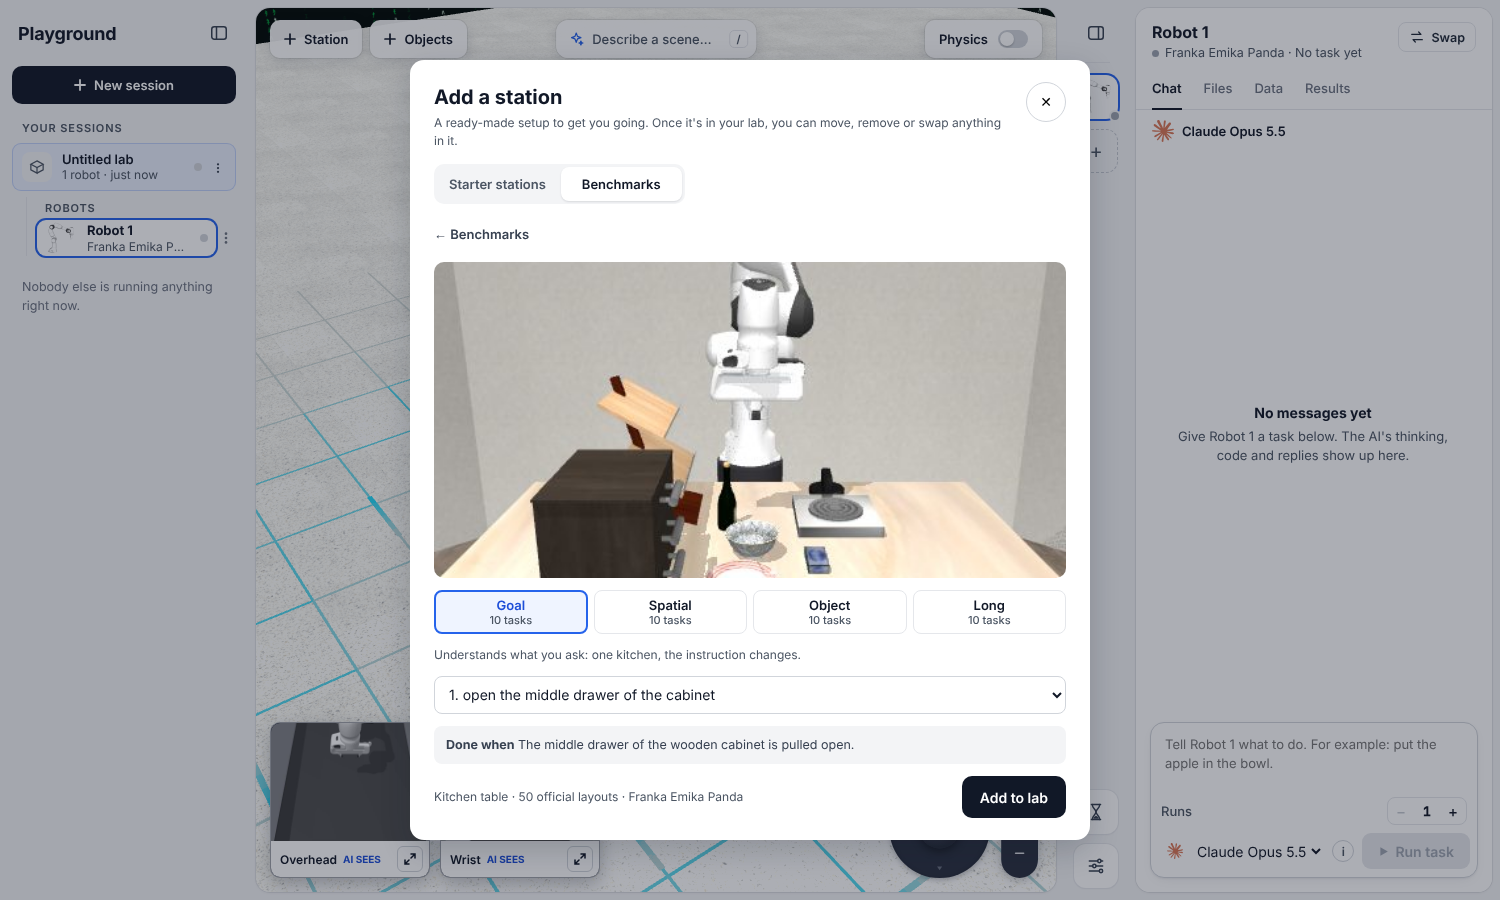 Playground
New session
YOUR SESSIONS
Untitled lab
1 robot · just now
ROBOTS
Robot 1
Franka Emika P...
Nobody else is running anything
right now.
Station
Objects
Describe a scene...
/
Physics
Add a station
A ready-made setup to get you going. Once it's in your lab, you can move, remove or swap anything
in it.
Starter stations
Benchmarks
← Benchmarks
Goal
10 tasks
Spatial
10 tasks
Object
10 tasks
Long
10 tasks
Understands what you ask: one kitchen, the instruction changes.
1. open the middle drawer of the cabinet
Done when The middle drawer of the wooden cabinet is pulled open.
Kitchen table · 50 official layouts · Franka Emika Panda
Add to lab
Overhead AI SEES
Wrist AI SEES
Robot 1
Franka Emika Panda · No task yet
Swap
Chat
Files
Data
Results
Claude Opus 5.5
No messages yet
Give Robot 1 a task below. The AI's thinking,
code and replies show up here.
Tell Robot 1 what to do. For example: put the
apple in the bowl.
Runs
− 1 +
Claude Opus 5.5
i
Run task